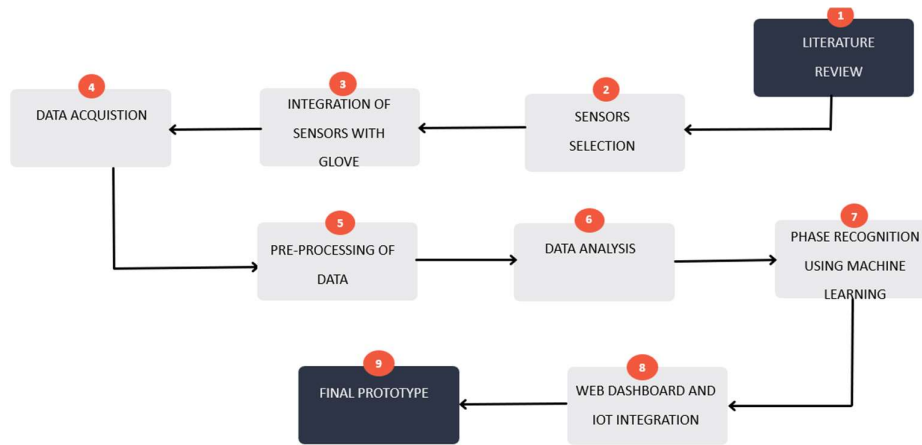 1
LITERATURE
REVIEW
2
SENSORS
SELECTION
3
INTEGRATION OF
SENSORS WITH
GLOVE
4
DATA ACQUISTION
5
PRE-PROCESSING OF
DATA
6
DATA ANALYSIS
7
PHASE RECOGNITION
USING MACHINE
LEARNING
8
WEB DASHBOARD AND
IOT INTEGRATION
9
FINAL PROTOTYPE